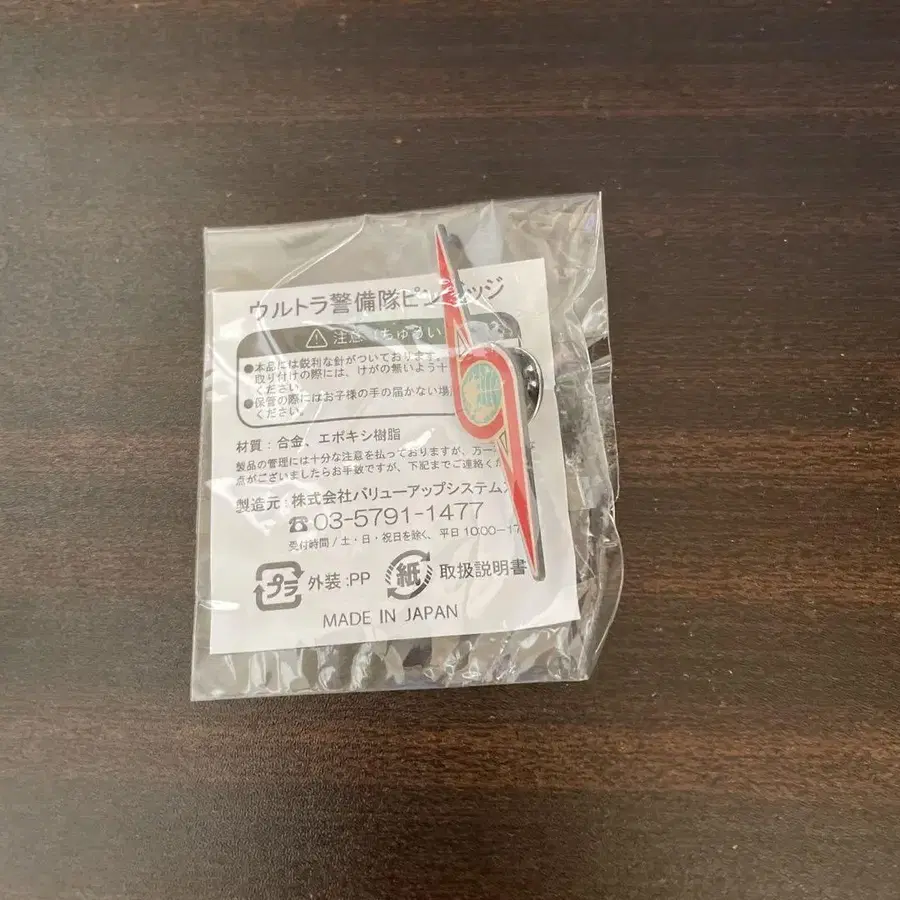 ウルトラ警備隊ピンバッジ
注意(ちゅうい
●本品には鋭利な針がついております。
取り付けの際には、けがの無いよう十
ください。
●保管の際にはお子様の手の届かない場所
ください。
材質:合金、エポキシ樹脂
製品の管理には十分な注意を払っておりますが、万一
点がございましたらお手数ですが、下記までご連絡くだ
製造元:株式会社バリューアップシステム
☎03-5791-1477
受付時間/土・日・祝日を除く、平日10:00-17
プラ 外装:PP 紙 取扱説明書
MADE IN JAPAN